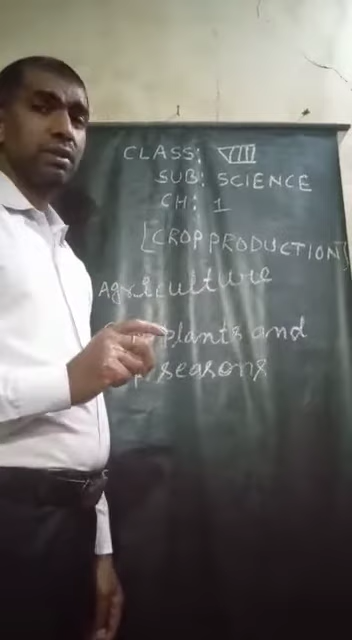 CLASS: VIII
SUB: SCIENCE
CH: 1
[CROP PRODUCTION]
Agriculture
plants and
seasons